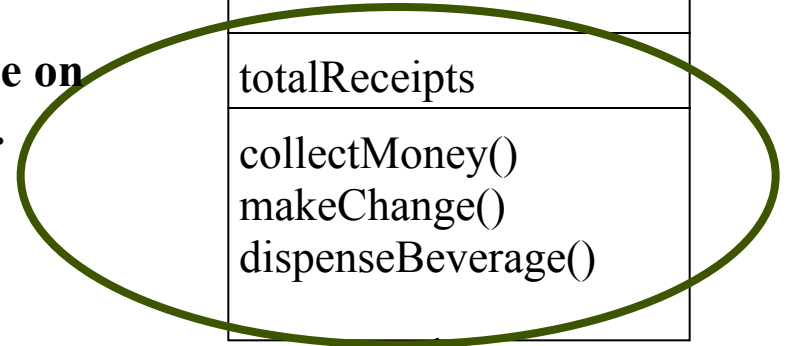 e on
totalReceipts
.
collectMoney()
makeChange()
dispenseBeverage()